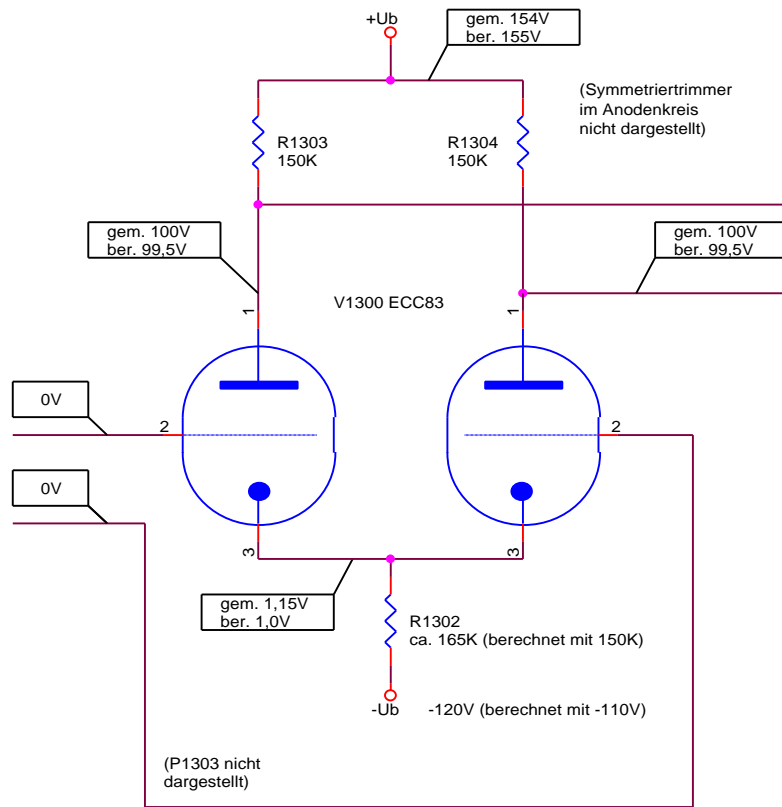 +Ub
gem. 154V
ber. 155V
(Symmetriertrimmer
im Anodenkreis
nicht dargestellt)
R1303
150K
R1304
150K
gem. 100V
ber. 99,5V
gem. 100V
ber. 99,5V
V1300 ECC83
1
1
0V
2
2
0V
3
3
gem. 1,15V
ber. 1,0V
R1302
ca. 165K (berechnet mit 150K)
-Ub
-120V (berechnet mit -110V)
(P1303 nicht
dargestellt)